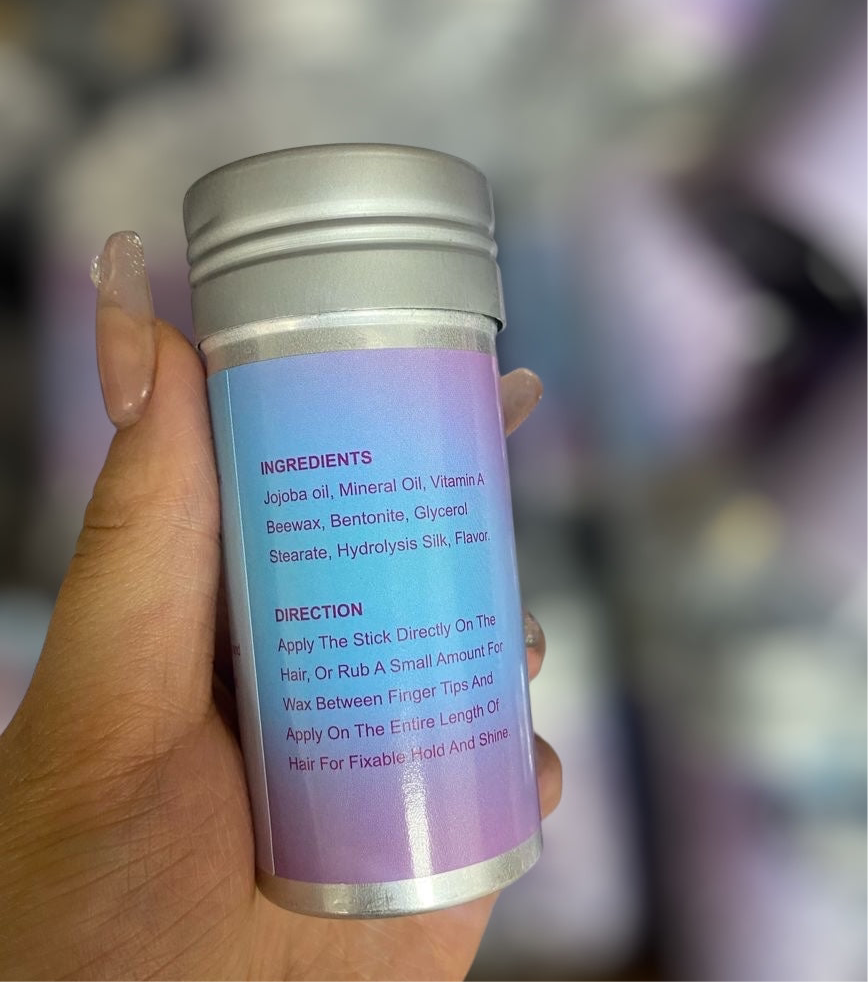 INGREDIENTS
Jojoba oil, Mineral Oil, Vitamin A
Beewax, Bentonite, Glycerol
Stearate, Hydrolysis Silk, Flavor.
DIRECTION
Apply The Stick Directly On The
Hair, Or Rub A Small Amount For
Wax Between Finger Tips And
Apply On The Entire Length Of
Hair For Fixable Hold And Shine.